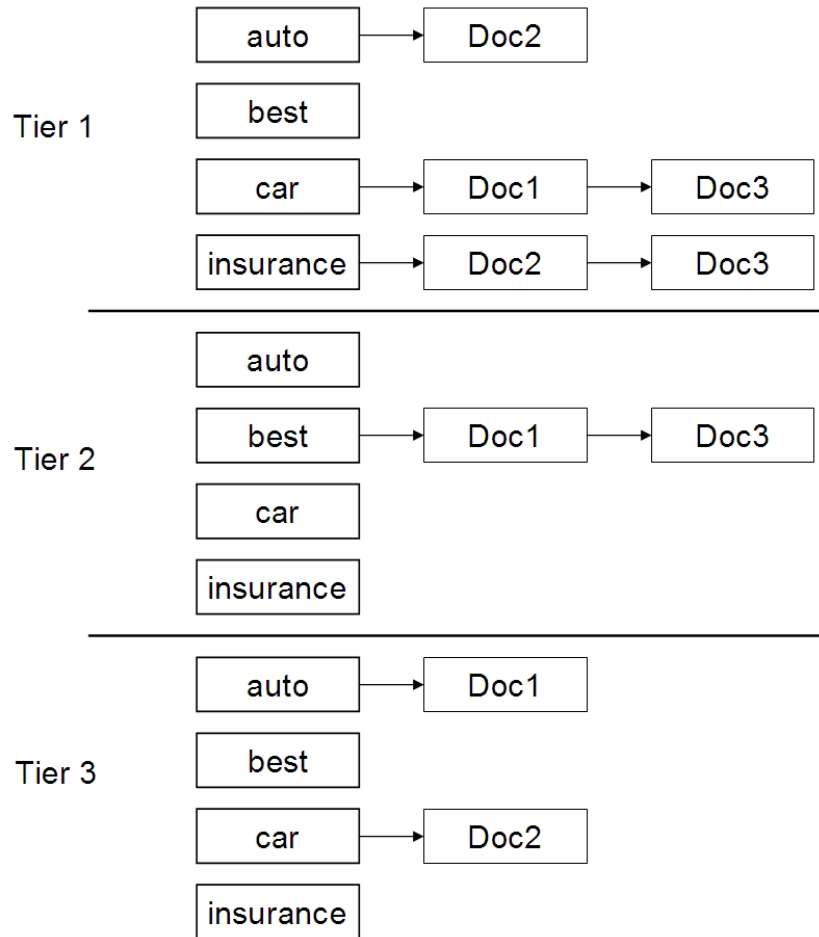 auto Doc2
best
Tier 1
car Doc1 Doc3
insurance Doc2 Doc3
auto
best Doc1 Doc3
Tier 2
car
insurance
auto Doc1
best
Tier 3
car Doc2
insurance